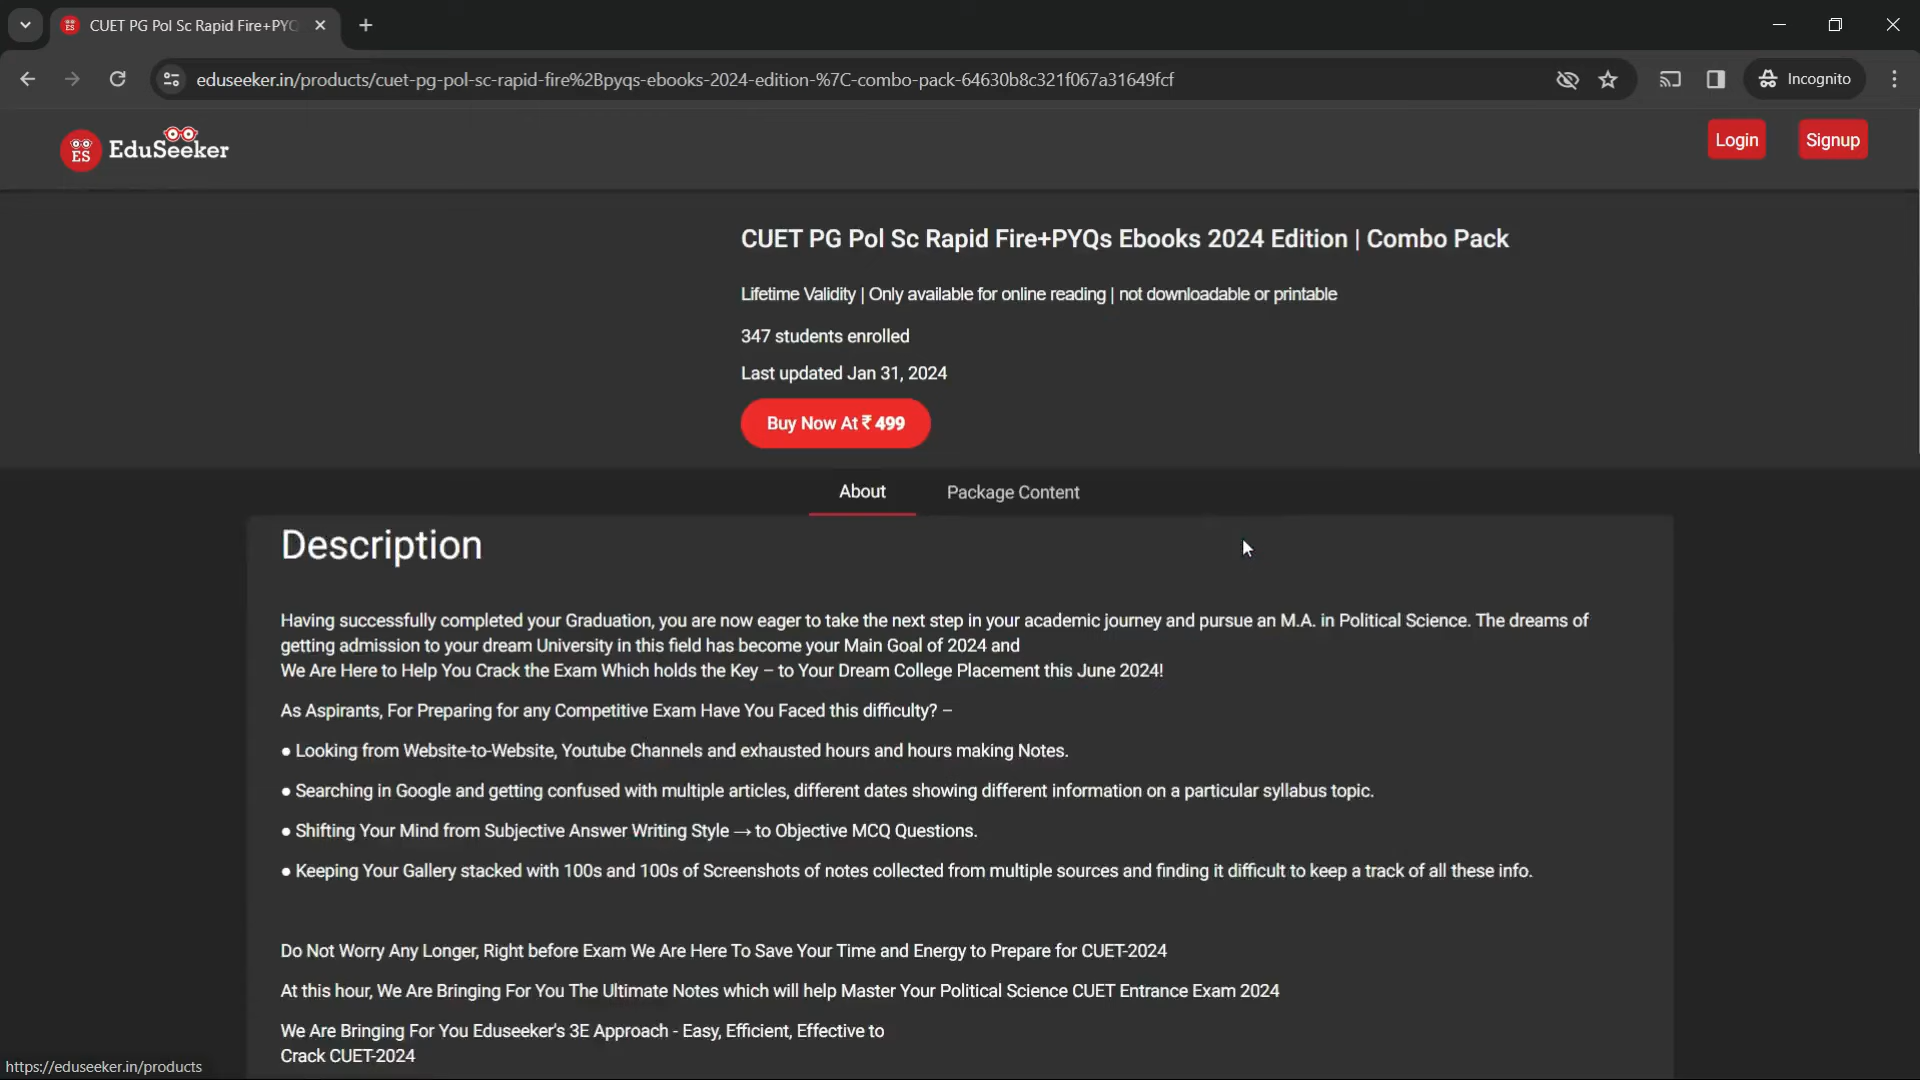 CUET PG Pol Sc Rapid Fire+PYQ
eduseeker.in/products/cuet-pg-pol-sc-rapid-fire%2Bpyqs-ebooks-2024-edition-%7C-combo-pack-64630b8c321f067a31649fcf
Incognito
ES
EduSeeker
Login
Signup
CUET PG Pol Sc Rapid Fire+PYQs Ebooks 2024 Edition | Combo Pack
Lifetime Validity | Only available for online reading | not downloadable or printable
347 students enrolled
Last updated Jan 31, 2024
Buy Now At ₹ 499
About
Package Content
Description
Having successfully completed your Graduation, you are now eager to take the next step in your academic journey and pursue an M.A. in Political Science. The dreams of
getting admission to your dream University in this field has become your Main Goal of 2024 and
We Are Here to Help You Crack the Exam Which holds the Key – to Your Dream College Placement this June 2024!
As Aspirants, For Preparing for any Competitive Exam Have You Faced this difficulty? –
● Looking from Website-to-Website, Youtube Channels and exhausted hours and hours making Notes.
● Searching in Google and getting confused with multiple articles, different dates showing different information on a particular syllabus topic.
● Shifting Your Mind from Subjective Answer Writing Style → to Objective MCQ Questions.
● Keeping Your Gallery stacked with 100s and 100s of Screenshots of notes collected from multiple sources and finding it difficult to keep a track of all these info.
Do Not Worry Any Longer, Right before Exam We Are Here To Save Your Time and Energy to Prepare for CUET-2024
At this hour, We Are Bringing For You The Ultimate Notes which will help Master Your Political Science CUET Entrance Exam 2024
We Are Bringing For You Eduseeker's 3E Approach - Easy, Efficient, Effective to
Crack CUET-2024
https://eduseeker.in/products